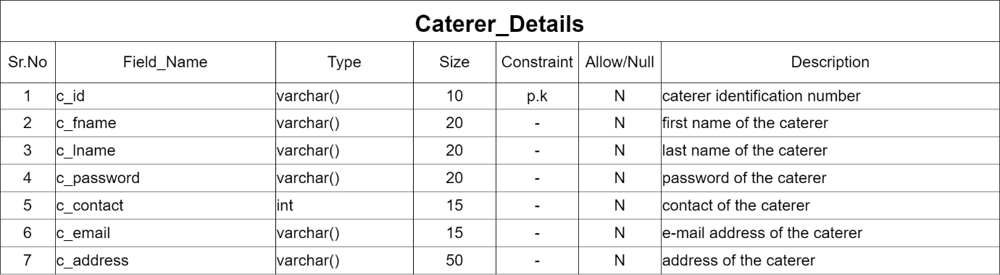 Caterer_Details
Sr.No Field_Name Type Size Constraint Allow/Null Description
1 c_id varchar() 10 p.k N caterer identification number
2 c_fname varchar() 20 - N first name of the caterer
3 c_lname varchar() 20 - N last name of the caterer
4 c_password varchar() 20 - N password of the caterer
5 c_contact int 15 - N contact of the caterer
6 c_email varchar() 15 - N e-mail address of the caterer
7 c_address varchar() 50 - N address of the caterer